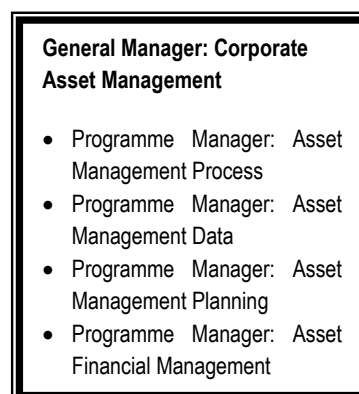 General Manager: Corporate
Asset Management
• Programme Manager: Asset
Management Process
• Programme Manager: Asset
Management Data
• Programme Manager: Asset
Management Planning
• Programme Manager: Asset
Financial Management